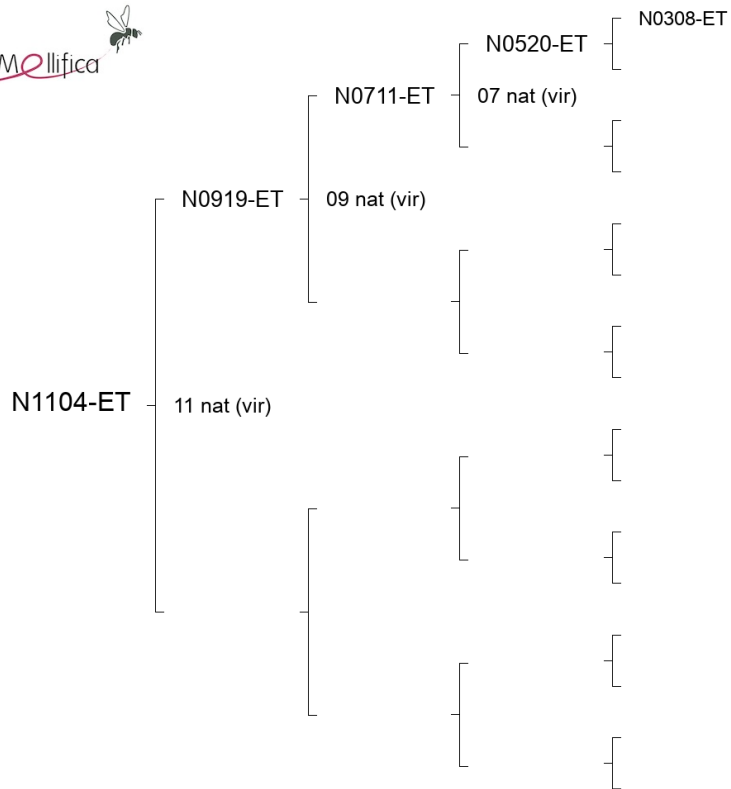 Mellifica
N0308-ET
N0520-ET
N0711-ET
07 nat (vir)
N0919-ET
09 nat (vir)
N1104-ET
11 nat (vir)